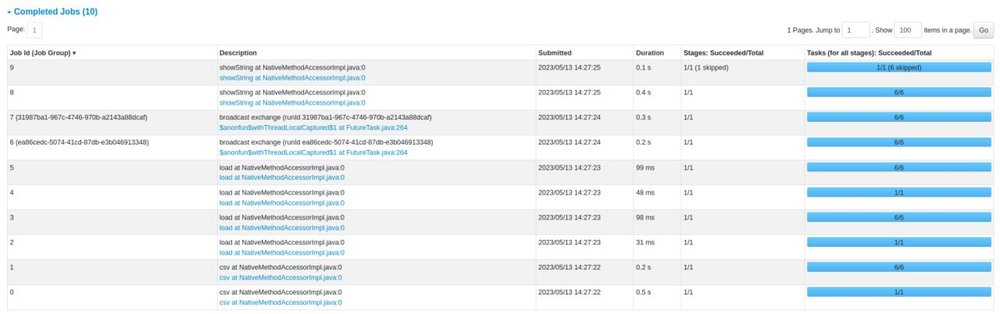 Completed Jobs (10)
Page: 1
1 Pages. Jump to 1 . Show 100 items in a page. Go
Job Id (Job Group) ▾ Description Submitted Duration Stages: Succeeded/Total Tasks (for all stages): Succeeded/Total
9 showString at NativeMethodAccessorImpl.java:0 2023/05/13 14:27:25 0.1 s 1/1 (1 skipped) 1/1 (6 skipped)
showString at NativeMethodAccessorImpl.java:0
8 showString at NativeMethodAccessorImpl.java:0 2023/05/13 14:27:25 0.4 s 1/1 6/6
showString at NativeMethodAccessorImpl.java:0
7 (31987ba1-967c-4746-970b-a2143a88dcaf) broadcast exchange (runId 31987ba1-967c-4746-970b-a2143a88dcaf) 2023/05/13 14:27:24 0.3 s 1/1 6/6
$anonfun$withThreadLocalCaptured$1 at FutureTask.java:264
6 (ea86cedc-5074-41cd-87db-e3b046913348) broadcast exchange (runId ea86cedc-5074-41cd-87db-e3b046913348) 2023/05/13 14:27:24 0.2 s 1/1 6/6
$anonfun$withThreadLocalCaptured$1 at FutureTask.java:264
5 load at NativeMethodAccessorImpl.java:0 2023/05/13 14:27:23 99 ms 1/1 6/6
load at NativeMethodAccessorImpl.java:0
4 load at NativeMethodAccessorImpl.java:0 2023/05/13 14:27:23 48 ms 1/1 1/1
load at NativeMethodAccessorImpl.java:0
3 load at NativeMethodAccessorImpl.java:0 2023/05/13 14:27:23 98 ms 1/1 6/6
load at NativeMethodAccessorImpl.java:0
2 load at NativeMethodAccessorImpl.java:0 2023/05/13 14:27:23 31 ms 1/1 1/1
load at NativeMethodAccessorImpl.java:0
1 csv at NativeMethodAccessorImpl.java:0 2023/05/13 14:27:22 0.2 s 1/1 6/6
csv at NativeMethodAccessorImpl.java:0
0 csv at NativeMethodAccessorImpl.java:0 2023/05/13 14:27:22 0.5 s 1/1 1/1
csv at NativeMethodAccessorImpl.java:0